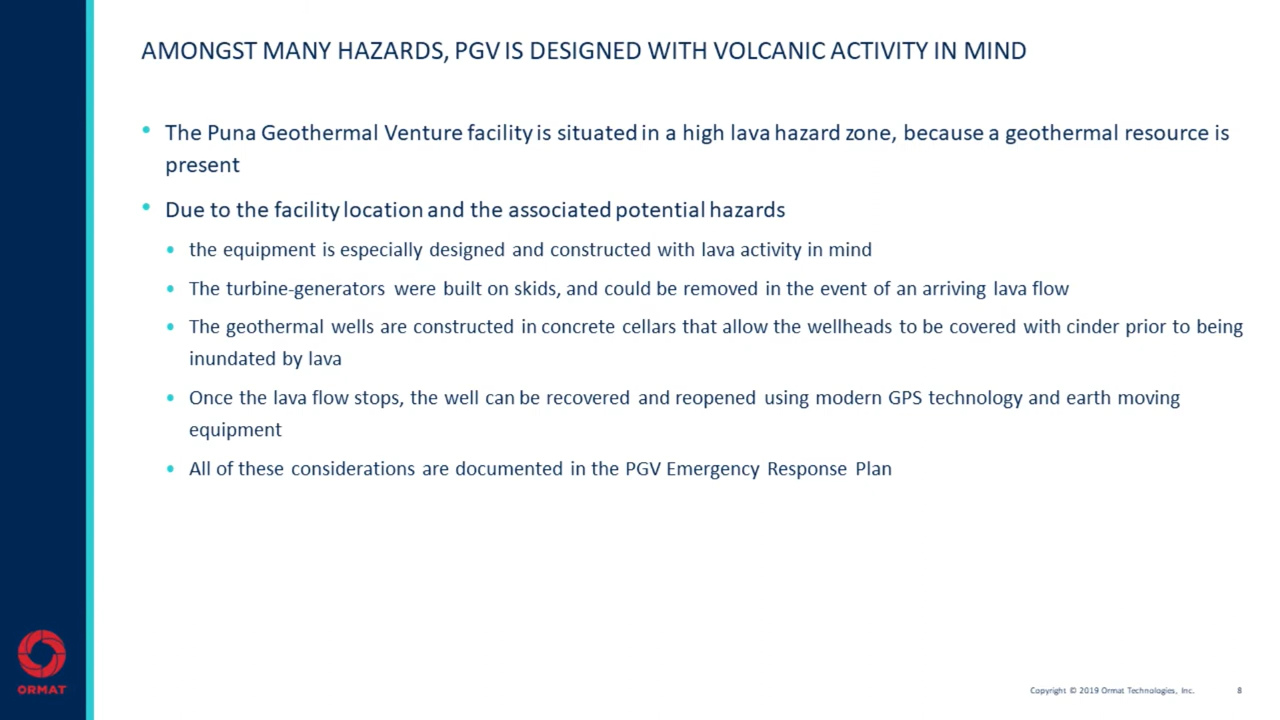 AMONGST MANY HAZARDS, PGV IS DESIGNED WITH VOLCANIC ACTIVITY IN MIND
• The Puna Geothermal Venture facility is situated in a high lava hazard zone, because a geothermal resource is
present
• Due to the facility location and the associated potential hazards
• the equipment is especially designed and constructed with lava activity in mind
• The turbine-generators were built on skids, and could be removed in the event of an arriving lava flow
• The geothermal wells are constructed in concrete cellars that allow the wellheads to be covered with cinder prior to being
inundated by lava
• Once the lava flow stops, the well can be recovered and reopened using modern GPS technology and earth moving
equipment
• All of these considerations are documented in the PGV Emergency Response Plan
ORMAT
Copyright © 2019 Ormat Technologies, Inc. 8